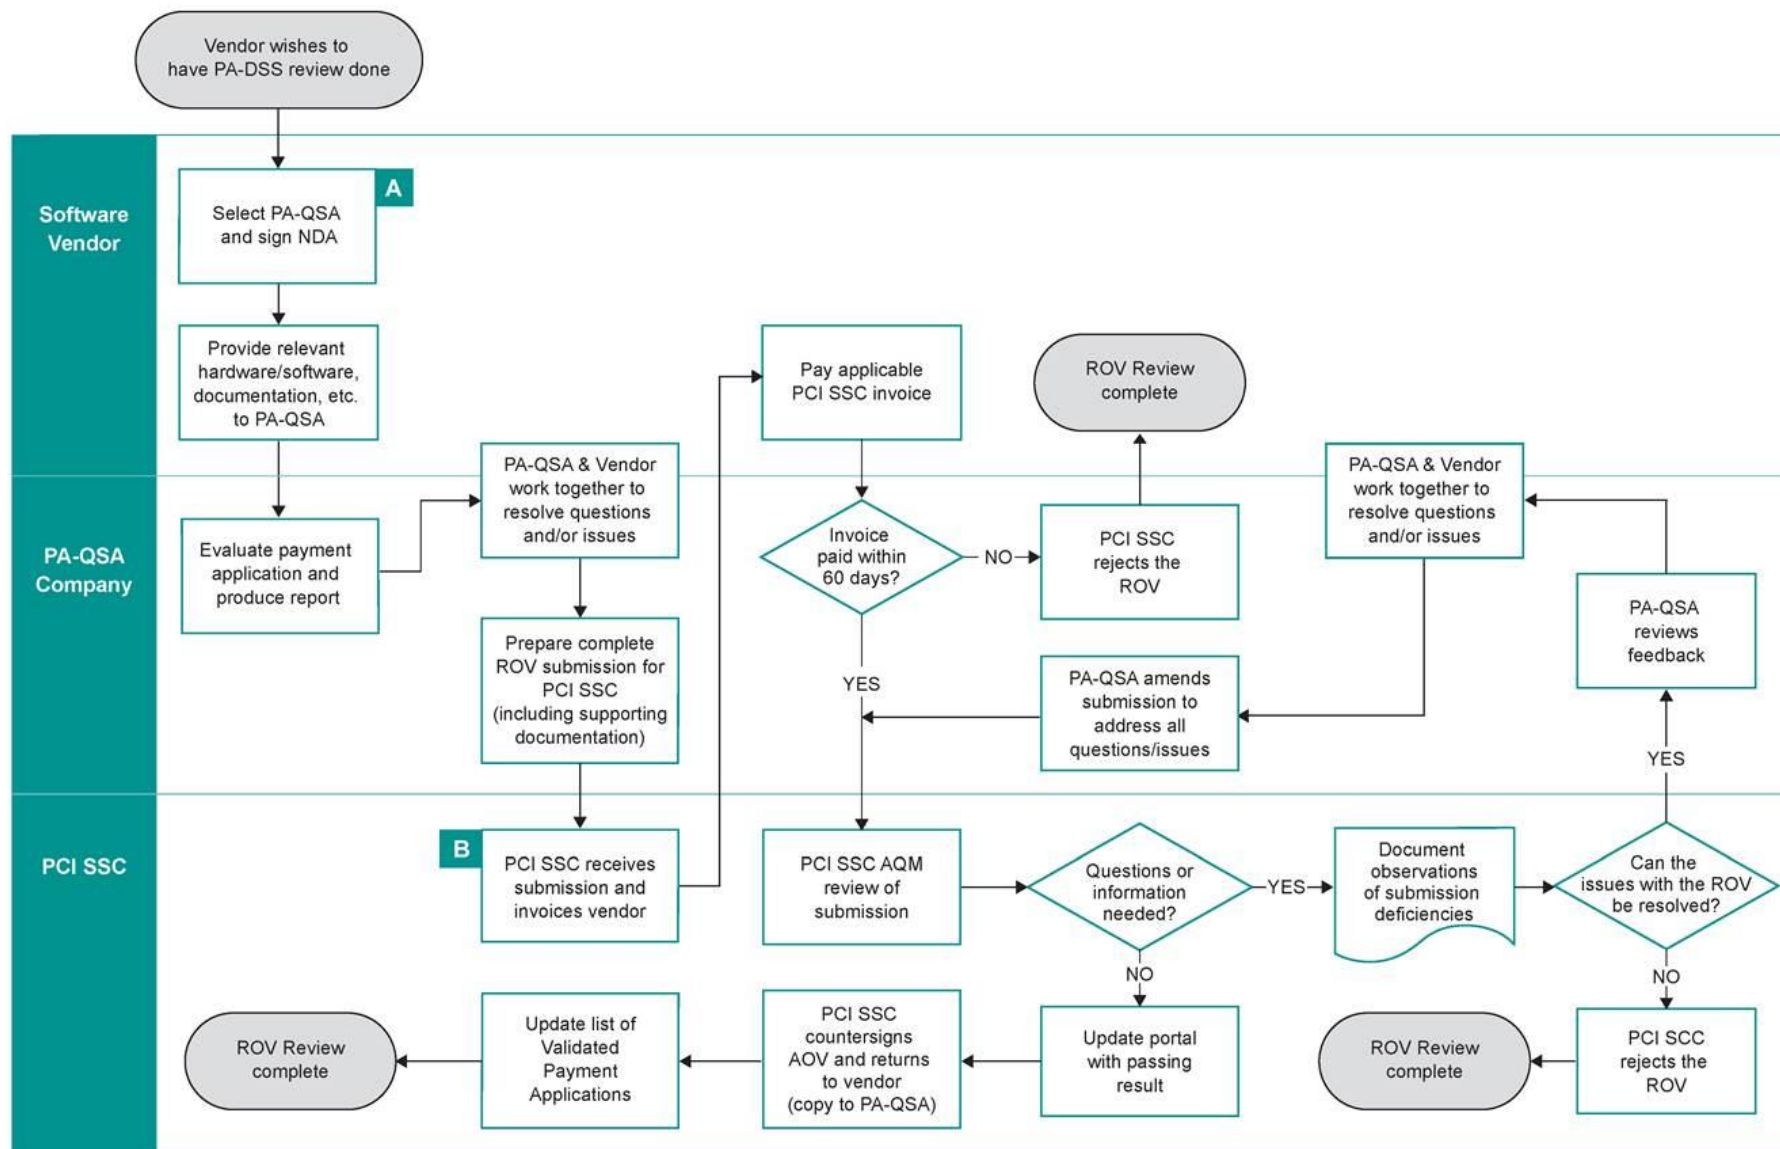 Vendor wishes to
have PA-DSS review done
Software
Vendor
A
Select PA-QSA
and sign NDA
Provide relevant
hardware/software,
documentation, etc.
to PA-QSA
Pay applicable
PCI SSC invoice
ROV Review
complete
PA-QSA
Company
Evaluate payment
application and
produce report
PA-QSA & Vendor
work together to
resolve questions
and/or issues
Prepare complete
ROV submission for
PCI SSC
(including supporting
documentation)
Invoice
paid within
60 days?
NO
PCI SSC
rejects the
ROV
YES
PA-QSA amends
submission to
address all
questions/issues
PA-QSA & Vendor
work together to
resolve questions
and/or issues
PA-QSA
reviews
feedback
YES
PCI SSC
B
PCI SSC receives
submission and
invoices vendor
PCI SSC AQM
review of
submission
Questions or
information
needed?
YES
Document
observations
of submission
deficiencies
Can the
issues with the ROV
be resolved?
NO
NO
ROV Review
complete
Update list of
Validated
Payment
Applications
PCI SSC
countersigns
AOV and returns
to vendor
(copy to PA-QSA)
Update portal
with passing
result
ROV Review
complete
PCI SCC
rejects the
ROV